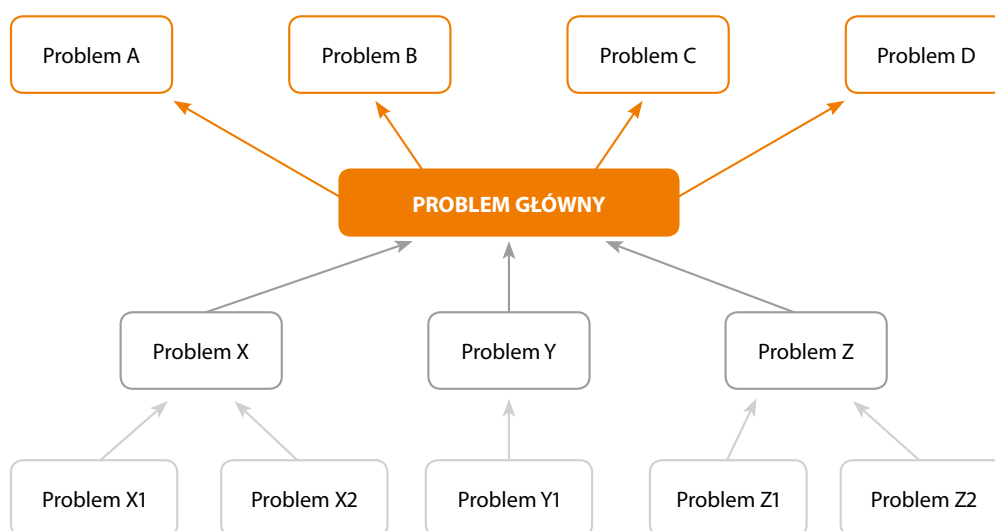 Problem A
Problem B
Problem C
Problem D
PROBLEM GŁÓWNY
Problem X
Problem Y
Problem Z
Problem X1
Problem X2
Problem Y1
Problem Z1
Problem Z2